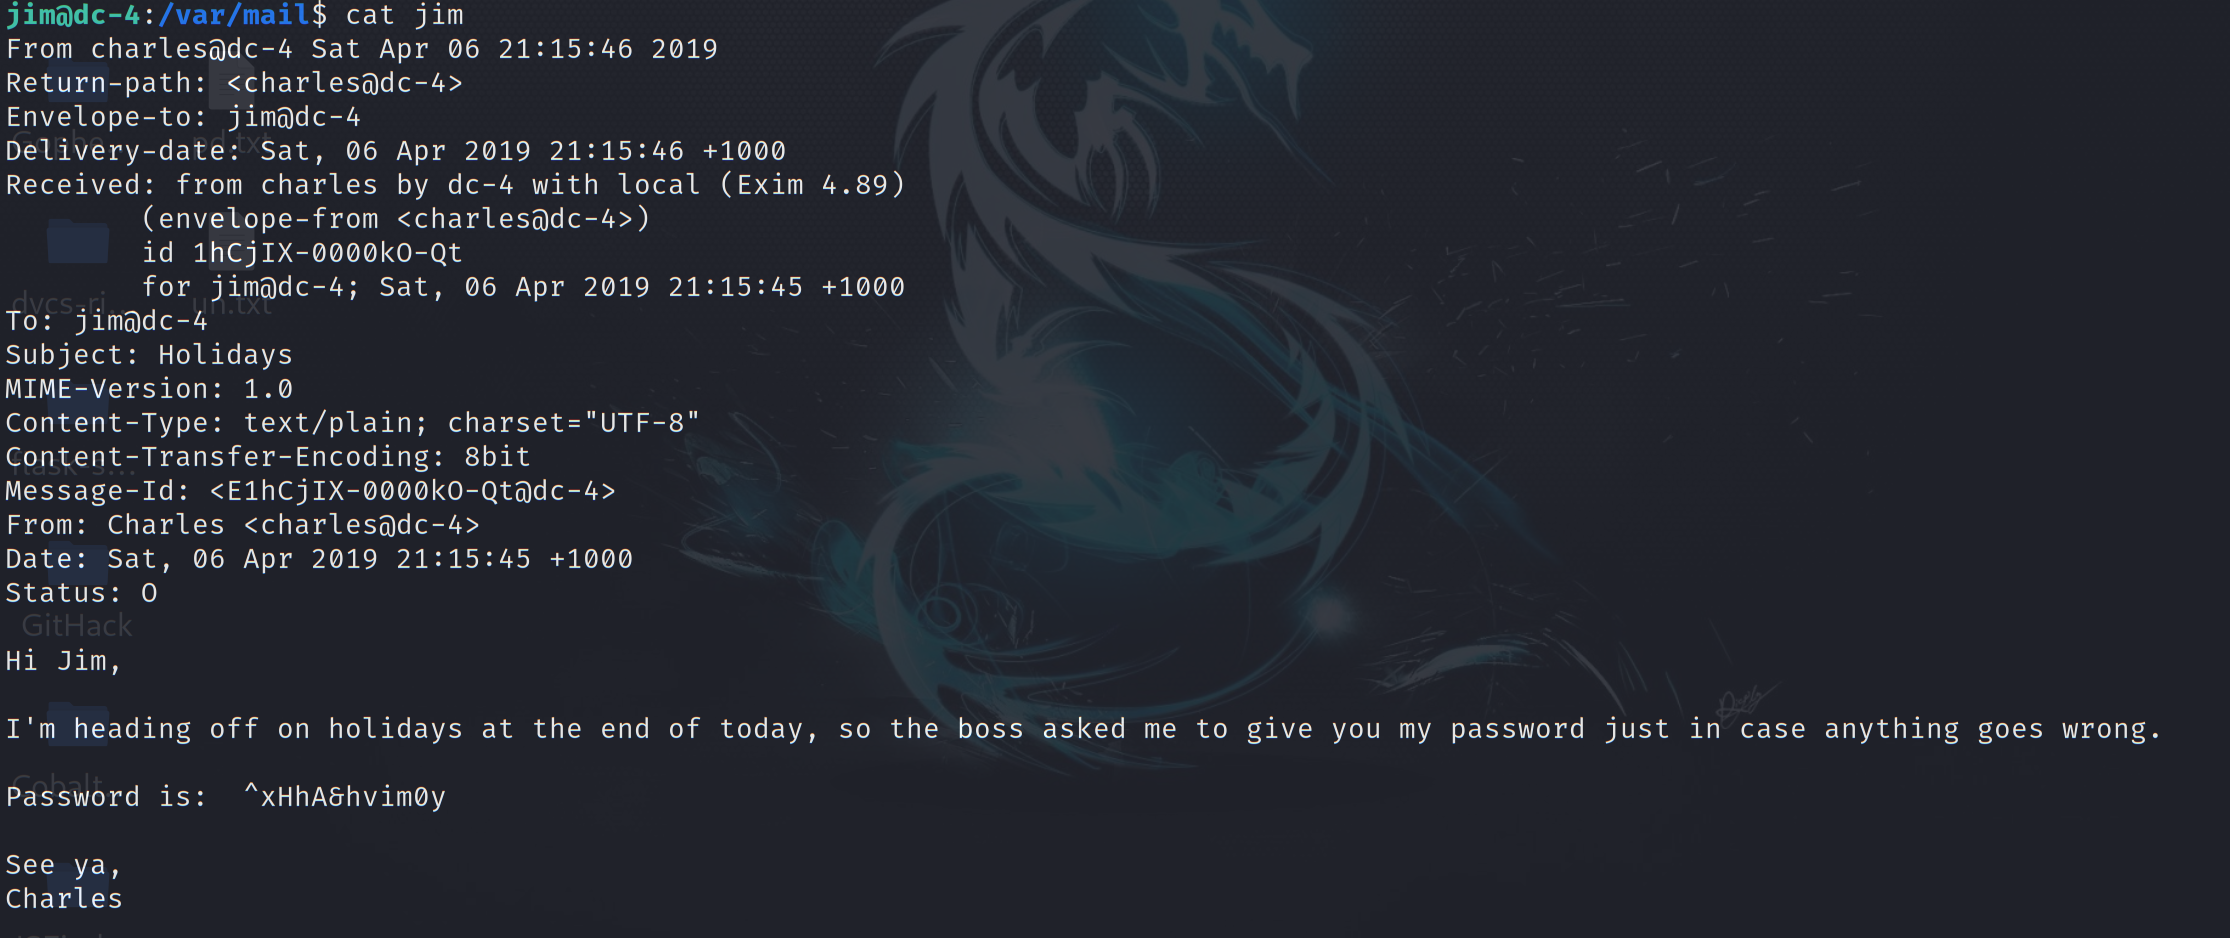 jim@dc-4:/var/mail$ cat jim
From charles@dc-4 Sat Apr 06 21:15:46 2019
Return-path: <charles@dc-4>
Envelope-to: jim@dc-4
Delivery-date: Sat, 06 Apr 2019 21:15:46 +1000
Received: from charles by dc-4 with local (Exim 4.89)
        (envelope-from <charles@dc-4>)
        id 1hCjIX-0000kO-Qt
        for jim@dc-4; Sat, 06 Apr 2019 21:15:45 +1000
To: jim@dc-4
Subject: Holidays
MIME-Version: 1.0
Content-Type: text/plain; charset="UTF-8"
Content-Transfer-Encoding: 8bit
Message-Id: <E1hCjIX-0000kO-Qt@dc-4>
From: Charles <charles@dc-4>
Date: Sat, 06 Apr 2019 21:15:45 +1000
Status: O
GitHack
Hi Jim,
I'm heading off on holidays at the end of today, so the boss asked me to give you my password just in case anything goes wrong.
Password is:  ^xHhA&hvim0y
See ya,
Charles